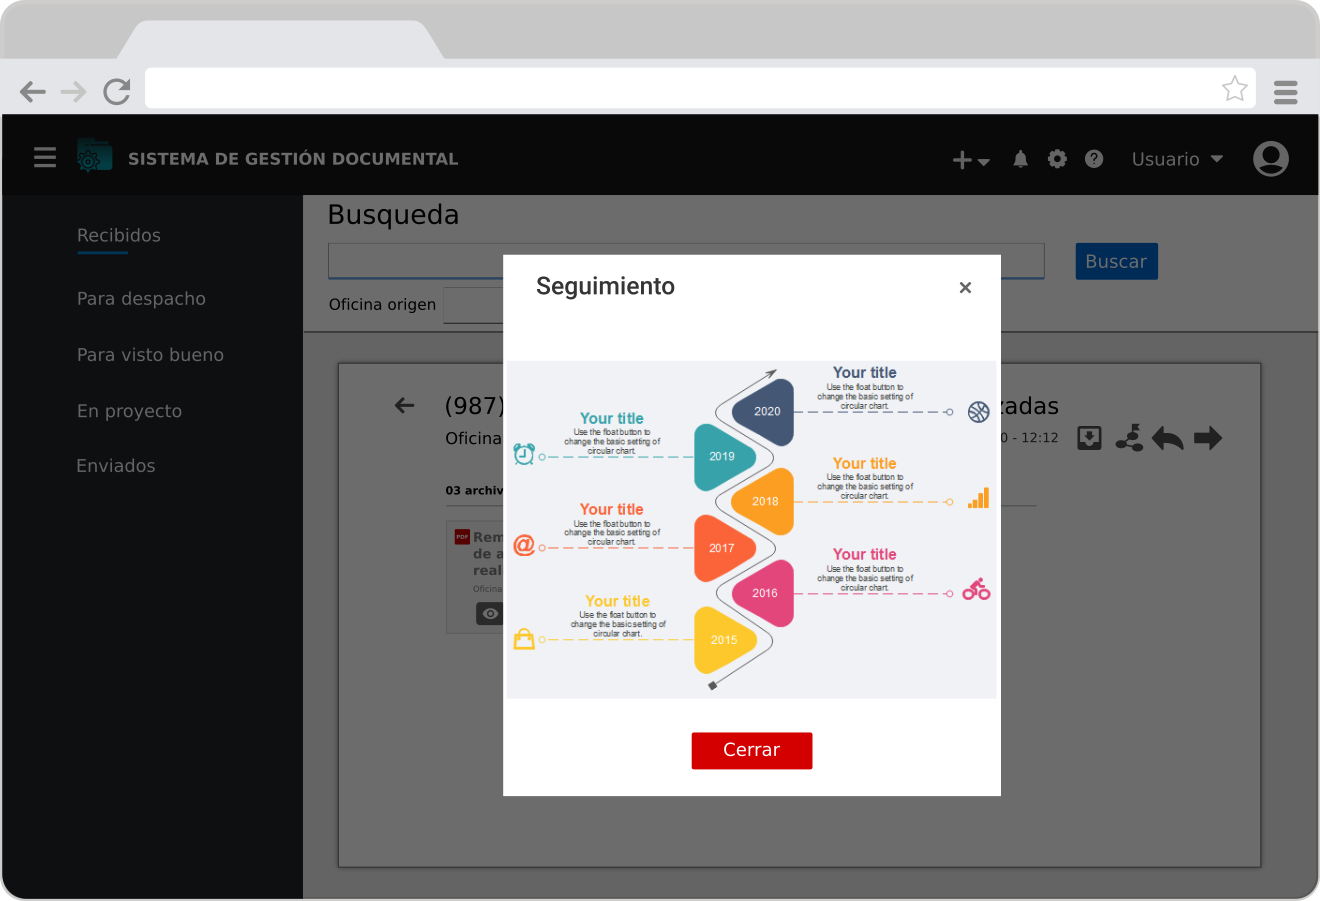 SISTEMA DE GESTIÓN DOCUMENTAL
Usuario
Recibidos
Para despacho
Para visto bueno
En proyecto
Enviados
Busqueda
Buscar
Oficina origen
(987)
Oficina
0 - 12:12
03
PDF
de
Oficina
Seguimiento
×
Your title
Use the float button to
change the basic setting of
circular chart.
2020
Your title
Use the float button to
change the basic setting of
circular chart.
2019
Your title
Use the float button to
change the basic setting of
circular chart.
2018
Your title
Use the float button to
change the basic setting of
circular chart.
@
2017
Your title
Use the float button to
change the basic setting of
circular chart.
2016
Your title
Use the float button to
change the basic setting of
circular chart.
2015
Cerrar